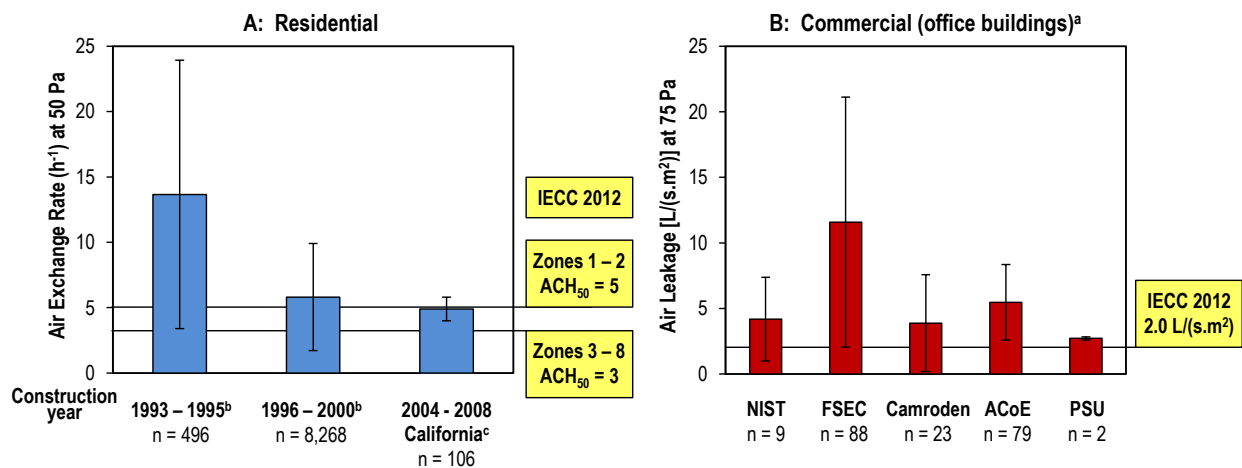 A: Residential
Air Exchange Rate (h⁻¹) at 50 Pa
25
20
15
10
5
0
IECC 2012
Zones 1 – 2
ACH₅₀ = 5
Zones 3 – 8
ACH₅₀ = 3
Construction
year
1993 – 1995ᵇ
n = 496
1996 – 2000ᵇ
n = 8,268
2004 - 2008
Californiaᶜ
n = 106
B: Commercial (office buildings)ᵃ
Air Leakage [L/(s.m²)] at 75 Pa
25
20
15
10
5
0
IECC 2012
2.0 L/(s.m²)
NIST
n = 9
FSEC
n = 88
Camroden
n = 23
ACoE
n = 79
PSU
n = 2